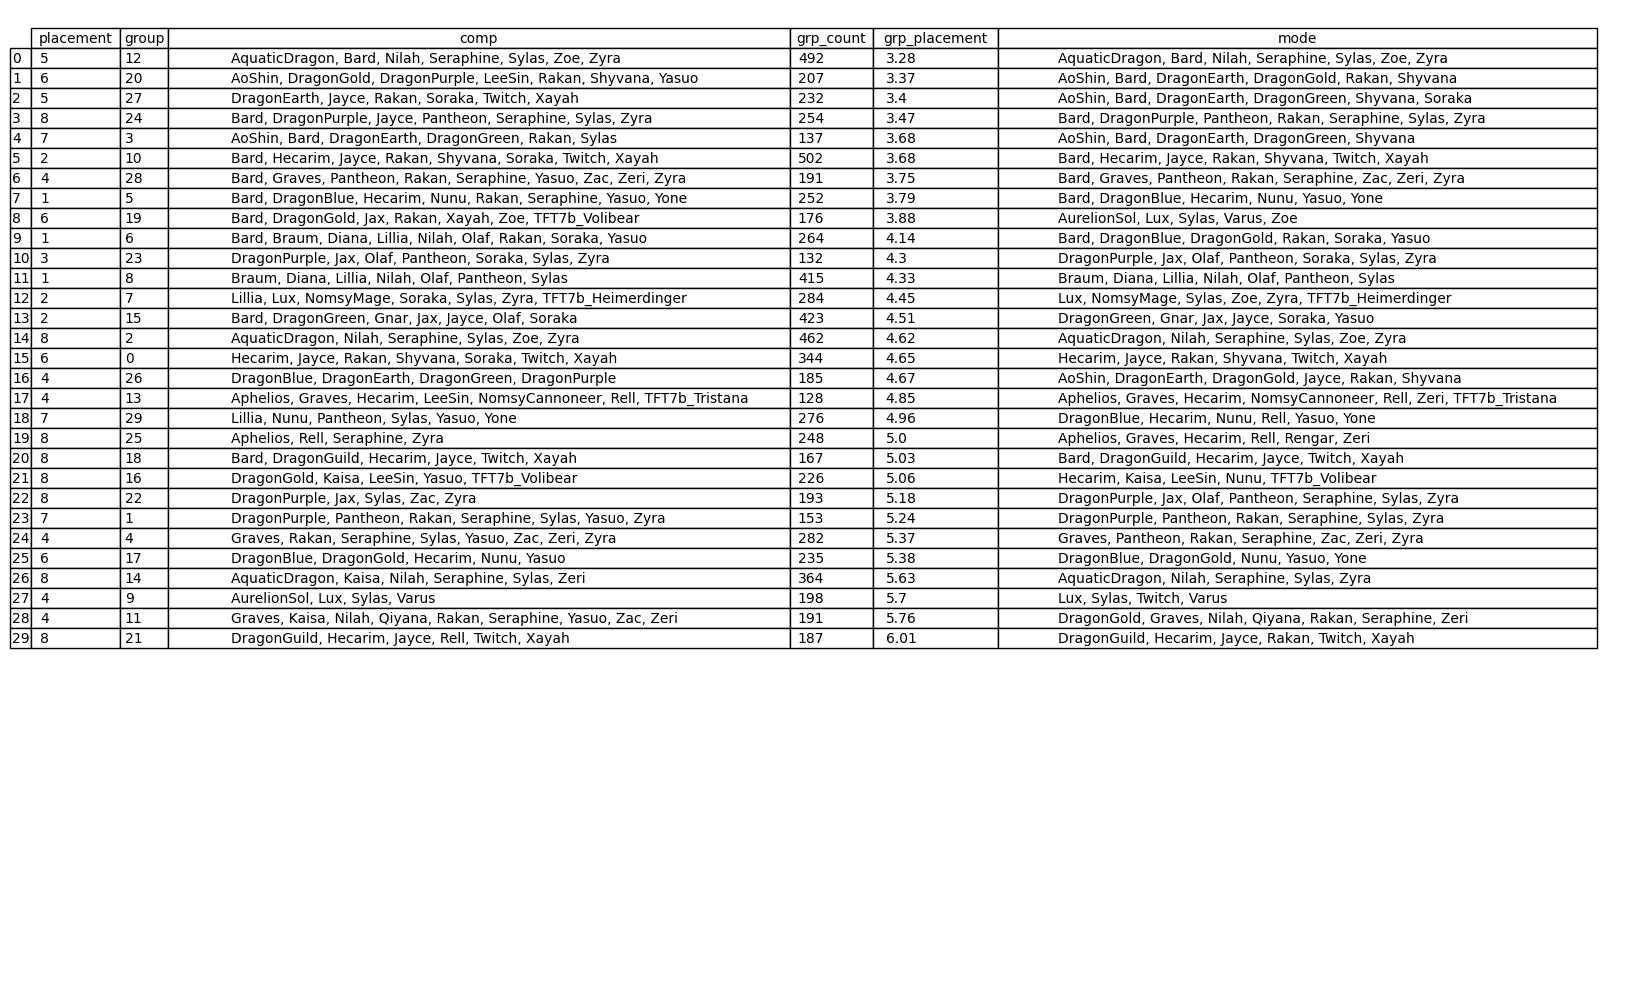 placement group comp grp_count grp_placement mode
0 5 12 AquaticDragon, Bard, Nilah, Seraphine, Sylas, Zoe, Zyra 492 3.28 AquaticDragon, Bard, Nilah, Seraphine, Sylas, Zoe, Zyra
1 6 20 AoShin, DragonGold, DragonPurple, LeeSin, Rakan, Shyvana, Yasuo 207 3.37 AoShin, Bard, DragonEarth, DragonGold, Rakan, Shyvana
2 5 27 DragonEarth, Jayce, Rakan, Soraka, Twitch, Xayah 232 3.4 AoShin, Bard, DragonEarth, DragonGreen, Shyvana, Soraka
3 8 24 Bard, DragonPurple, Jayce, Pantheon, Seraphine, Sylas, Zyra 254 3.47 Bard, DragonPurple, Pantheon, Rakan, Seraphine, Sylas, Zyra
4 7 3 AoShin, Bard, DragonEarth, DragonGreen, Rakan, Sylas 137 3.68 AoShin, Bard, DragonEarth, DragonGreen, Shyvana
5 2 10 Bard, Hecarim, Jayce, Rakan, Shyvana, Soraka, Twitch, Xayah 502 3.68 Bard, Hecarim, Jayce, Rakan, Shyvana, Twitch, Xayah
6 4 28 Bard, Graves, Pantheon, Rakan, Seraphine, Yasuo, Zac, Zeri, Zyra 191 3.75 Bard, Graves, Pantheon, Rakan, Seraphine, Zac, Zeri, Zyra
7 1 5 Bard, DragonBlue, Hecarim, Nunu, Rakan, Seraphine, Yasuo, Yone 252 3.79 Bard, DragonBlue, Hecarim, Nunu, Yasuo, Yone
8 6 19 Bard, DragonGold, Jax, Rakan, Xayah, Zoe, TFT7b_Volibear 176 3.88 AurelionSol, Lux, Sylas, Varus, Zoe
9 1 6 Bard, Braum, Diana, Lillia, Nilah, Olaf, Rakan, Soraka, Yasuo 264 4.14 Bard, DragonBlue, DragonGold, Rakan, Soraka, Yasuo
10 3 23 DragonPurple, Jax, Olaf, Pantheon, Soraka, Sylas, Zyra 132 4.3 DragonPurple, Jax, Olaf, Pantheon, Soraka, Sylas, Zyra
11 1 8 Braum, Diana, Lillia, Nilah, Olaf, Pantheon, Sylas 415 4.33 Braum, Diana, Lillia, Nilah, Olaf, Pantheon, Sylas
12 2 7 Lillia, Lux, NomsyMage, Soraka, Sylas, Zyra, TFT7b_Heimerdinger 284 4.45 Lux, NomsyMage, Sylas, Zoe, Zyra, TFT7b_Heimerdinger
13 2 15 Bard, DragonGreen, Gnar, Jax, Jayce, Olaf, Soraka 423 4.51 DragonGreen, Gnar, Jax, Jayce, Soraka, Yasuo
14 8 2 AquaticDragon, Nilah, Seraphine, Sylas, Zoe, Zyra 462 4.62 AquaticDragon, Nilah, Seraphine, Sylas, Zoe, Zyra
15 6 0 Hecarim, Jayce, Rakan, Shyvana, Soraka, Twitch, Xayah 344 4.65 Hecarim, Jayce, Rakan, Shyvana, Twitch, Xayah
16 4 26 DragonBlue, DragonEarth, DragonGreen, DragonPurple 185 4.67 AoShin, DragonEarth, DragonGold, Jayce, Rakan, Shyvana
17 4 13 Aphelios, Graves, Hecarim, LeeSin, NomsyCannoneer, Rell, TFT7b_Tristana 128 4.85 Aphelios, Graves, Hecarim, NomsyCannoneer, Rell, Zeri, TFT7b_Tristana
18 7 29 Lillia, Nunu, Pantheon, Sylas, Yasuo, Yone 276 4.96 DragonBlue, Hecarim, Nunu, Rell, Yasuo, Yone
19 8 25 Aphelios, Rell, Seraphine, Zyra 248 5.0 Aphelios, Graves, Hecarim, Rell, Rengar, Zeri
20 8 18 Bard, DragonGuild, Hecarim, Jayce, Twitch, Xayah 167 5.03 Bard, DragonGuild, Hecarim, Jayce, Twitch, Xayah
21 8 16 DragonGold, Kaisa, LeeSin, Yasuo, TFT7b_Volibear 226 5.06 Hecarim, Kaisa, LeeSin, Nunu, TFT7b_Volibear
22 8 22 DragonPurple, Jax, Sylas, Zac, Zyra 193 5.18 DragonPurple, Jax, Olaf, Pantheon, Seraphine, Sylas, Zyra
23 7 1 DragonPurple, Pantheon, Rakan, Seraphine, Sylas, Yasuo, Zyra 153 5.24 DragonPurple, Pantheon, Rakan, Seraphine, Sylas, Zyra
24 4 4 Graves, Rakan, Seraphine, Sylas, Yasuo, Zac, Zeri, Zyra 282 5.37 Graves, Pantheon, Rakan, Seraphine, Zac, Zeri, Zyra
25 6 17 DragonBlue, DragonGold, Hecarim, Nunu, Yasuo 235 5.38 DragonBlue, DragonGold, Nunu, Yasuo, Yone
26 8 14 AquaticDragon, Kaisa, Nilah, Seraphine, Sylas, Zeri 364 5.63 AquaticDragon, Nilah, Seraphine, Sylas, Zyra
27 4 9 AurelionSol, Lux, Sylas, Varus 198 5.7 Lux, Sylas, Twitch, Varus
28 4 11 Graves, Kaisa, Nilah, Qiyana, Rakan, Seraphine, Yasuo, Zac, Zeri 191 5.76 DragonGold, Graves, Nilah, Qiyana, Rakan, Seraphine, Zeri
29 8 21 DragonGuild, Hecarim, Jayce, Rell, Twitch, Xayah 187 6.01 DragonGuild, Hecarim, Jayce, Rakan, Twitch, Xayah